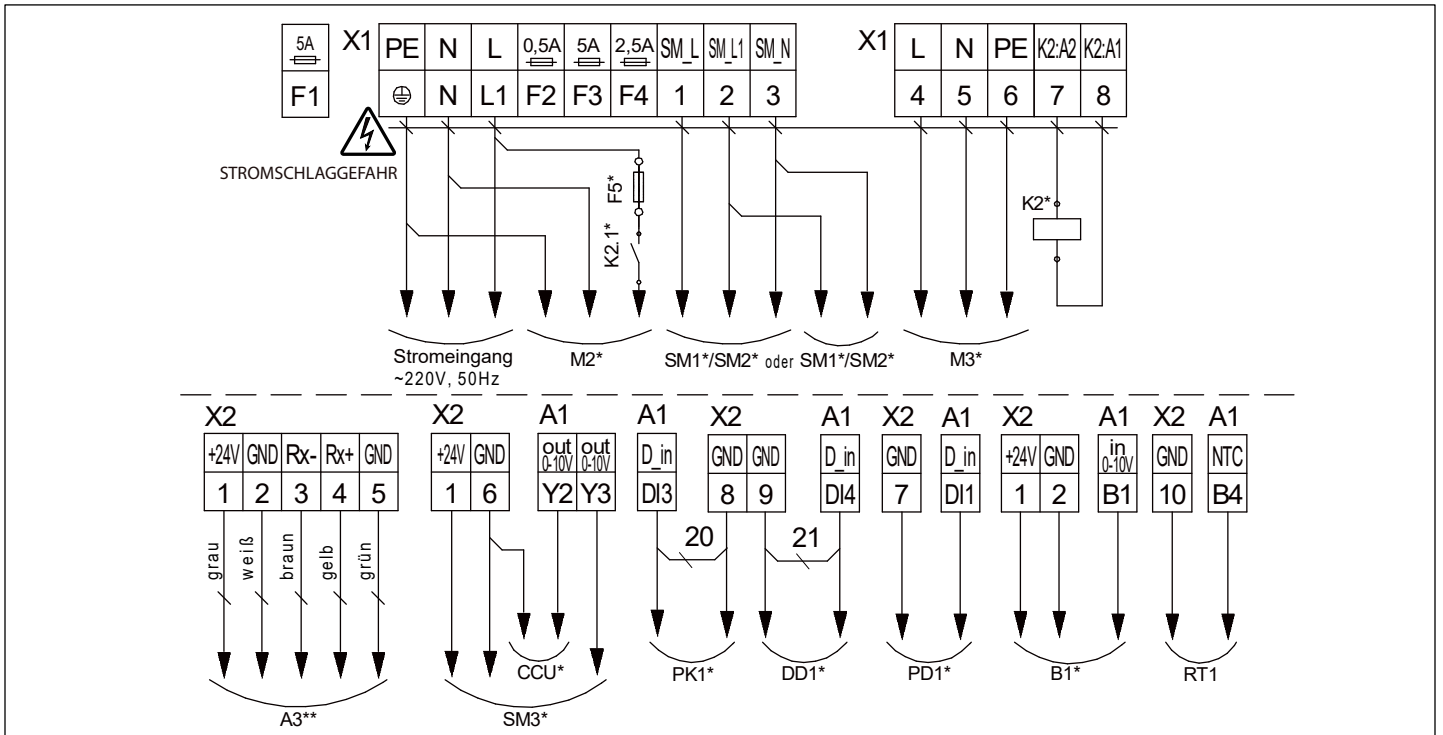 5A X1 PE N L 0,5A 5A 2,5A SM_L SM_L1 SM_N X1 L N PE K2:A2 K2:A1
F1 N L1 F2 F3 F4 1 2 3 4 5 6 7 8
STROMSCHLAGGEFAHR
F5*
K2.1*
K2*
Stromeingang M2* SM1*/SM2* oder SM1*/SM2* M3*
~220V, 50Hz
X2 X2 A1 A1 X2 A1 X2 A1 X2 A1 X2 A1
+24V GND Rx- Rx+ GND +24V GND out 0-10V out 0-10V D_in GND GND D_in GND D_in +24V GND in 0-10V GND NTC
1 2 3 4 5 1 6 Y2 Y3 DI3 8 9 DI4 7 DI1 1 2 B1 10 B4
20 21
grau weiß braun gelb grün
CCU* PK1* DD1* PD1* B1* RT1
A3** SM3*